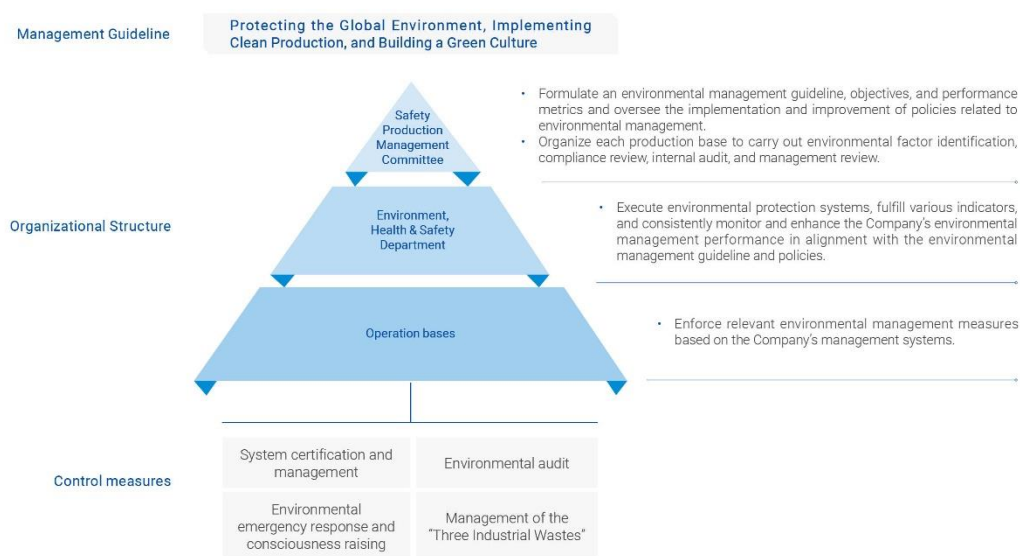 Management Guideline
Protecting the Global Environment, Implementing
Clean Production, and Building a Green Culture
Organizational Structure
Safety
Production
Management
Committee
• Formulate an environmental management guideline, objectives, and performance
metrics and oversee the implementation and improvement of policies related to
environmental management.
• Organize each production base to carry out environmental factor identification,
compliance review, internal audit, and management review.
Environment,
Health & Safety
Department
• Execute environmental protection systems, fulfill various indicators,
and consistently monitor and enhance the Company's environmental
management performance in alignment with the environmental
management guideline and policies.
Operation bases
• Enforce relevant environmental management measures
based on the Company's management systems.
Control measures
System certification and
management
Environmental audit
Environmental
emergency response and
consciousness raising
Management of the
"Three Industrial Wastes"